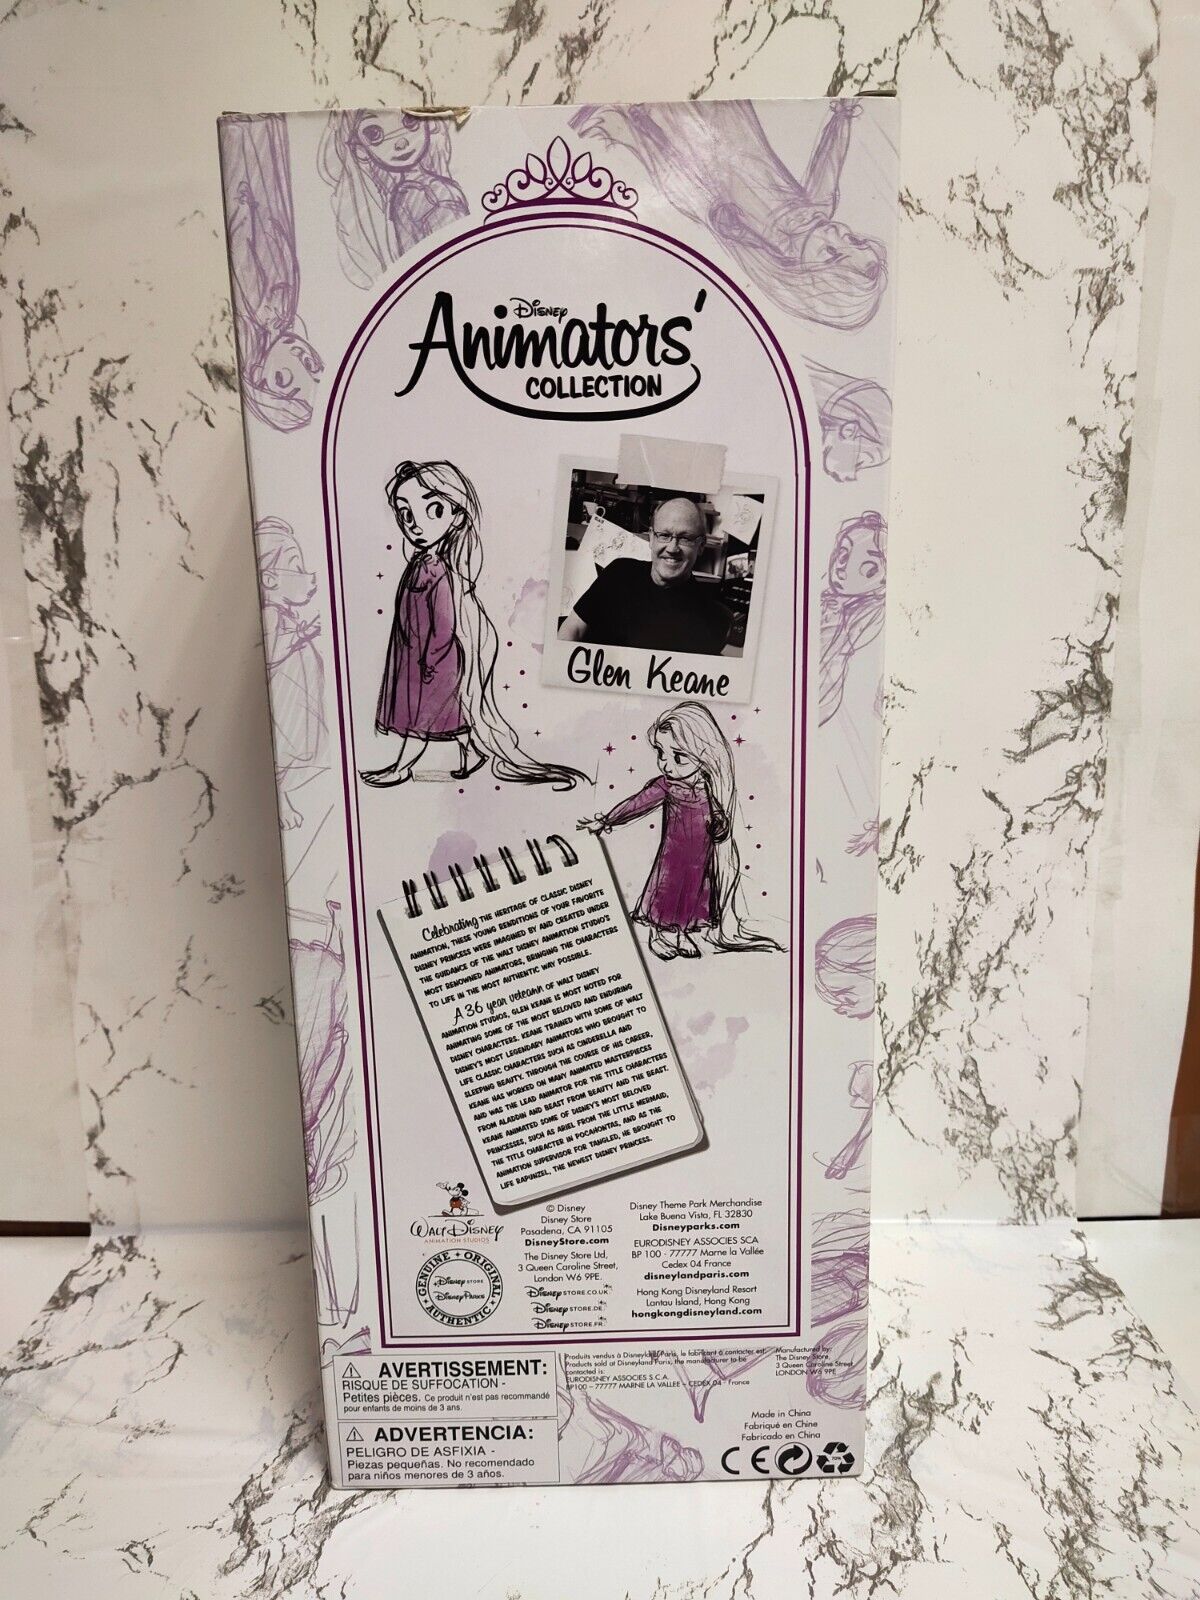 Disney
Animators'
COLLECTION
Glen Keane
Celebrating THE HERITAGE OF CLASSIC DISNEY
ANIMATION, THESE YOUNG RENDITIONS OF YOUR FAVORITE
DISNEY PRINCESS WERE IMAGINED BY AND CREATED UNDER
THE GUIDANCE OF THE WALT DISNEY ANIMATION STUDIO'S
MOST RENOWNED ANIMATORS, BRINGING THE CHARACTERS
TO LIFE IN THE MOST AUTHENTIC WAY POSSIBLE.
A 36 year veteann OF WALT DISNEY
ANIMATION STUDIOS, GLEN KEANE IS MOST NOTED FOR
ANIMATING SOME OF THE MOST BELOVED AND ENDURING
DISNEY CHARACTERS. KEANE TRAINED WITH SOME OF WALT
DISNEY'S MOST LEGENDARY ANIMATORS WHO BROUGHT TO
LIFE CLASSIC CHARACTERS SUCH AS CINDERELLA AND
SLEEPING BEAUTY. THROUGH THE COURSE OF HIS CAREER,
KEANE HAS WORKED ON MANY ANIMATED MASTERPIECES
AND WAS THE LEAD ANIMATOR FOR THE TITLE CHARACTERS
FROM ALADDIN AND BEAST FROM BEAUTY AND THE BEAST.
KEANE ANIMATED SOME OF DISNEY'S MOST BELOVED
PRINCESSES, SUCH AS ARIEL FROM THE LITTLE MERMAID,
THE TITLE CHARACTER IN POCAHONTAS, AND AS THE
ANIMATION SUPERVISOR FOR TANGLED, HE BROUGHT TO
LIFE RAPUNZEL, THE NEWEST DISNEY PRINCESS.
WALT DISNEY
ANIMATION STUDIOS
GENUINE • ORIGINAL
Disney STORE
Disney PARKS
AUTHENTIC
© Disney
Disney Store
Pasadena, CA 91105
DisneyStore.com
The Disney Store Ltd,
3 Queen Caroline Street,
London W6 9PE.
Disney STORE.CO.UK
Disney STORE.DE
Disney STORE.FR
Disney Theme Park Merchandise
Lake Buena Vista, FL 32830
Disneyparks.com
EURODISNEY ASSOCIES SCA
BP 100 - 77777 Marne la Vallée
Cedex 04 France
disneylandparis.com
Hong Kong Disneyland Resort
Lantau Island, Hong Kong
hongkongdisneyland.com
AVERTISSEMENT:
RISQUE DE SUFFOCATION -
Petites pièces. Ce produit n'est pas recommandé
pour enfants de moins de 3 ans.
ADVERTENCIA:
PELIGRO DE ASFIXIA -
Piezas pequeñas. No recomendado
para niños menores de 3 años.
Produits vendus à Disneyland Paris, le fabricant à contacter est:
Products sold at Disneyland Paris, the manufacturer to be
contacted is:
EURODISNEY ASSOCIES S.C.A.
BP100 - 77777 MARNE LA VALLEE - CEDEX 04 - France
Manufactured by:
The Disney Store,
3 Queen Caroline Street
LONDON W6 9PE
Made in China
Fabriqué en Chine
Fabricado en China
CE